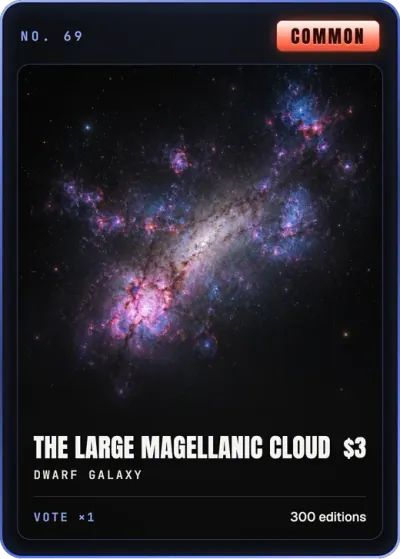 NO. 69
COMMON
THE LARGE MAGELLANIC CLOUD $3
DWARF GALAXY
VOTE ×1
300 editions